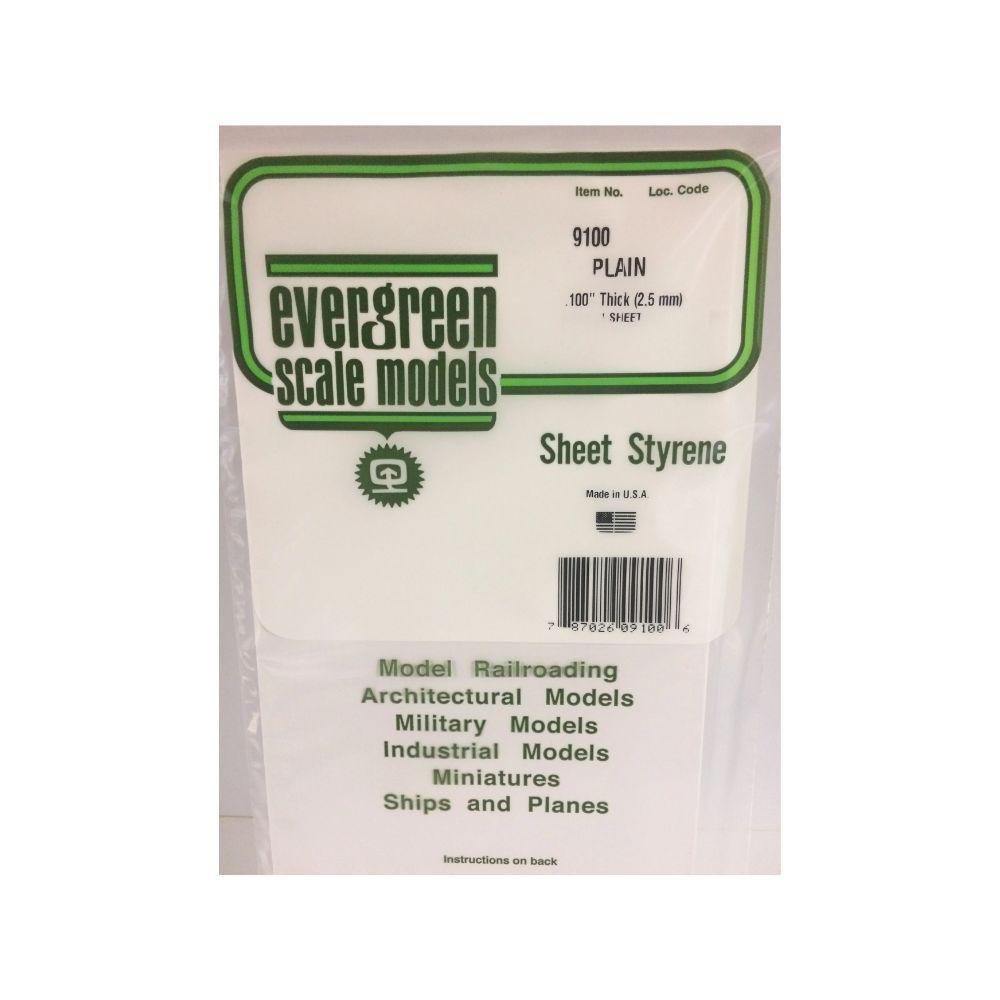 Item No. Loc. Code
9100
PLAIN
.100" Thick (2.5 mm)
1 SHEET
evergreen
scale models
Sheet Styrene
Made in U.S.A.
7 87026 09100 6
Model Railroading
Architectural Models
Military Models
Industrial Models
Miniatures
Ships and Planes
Instructions on back